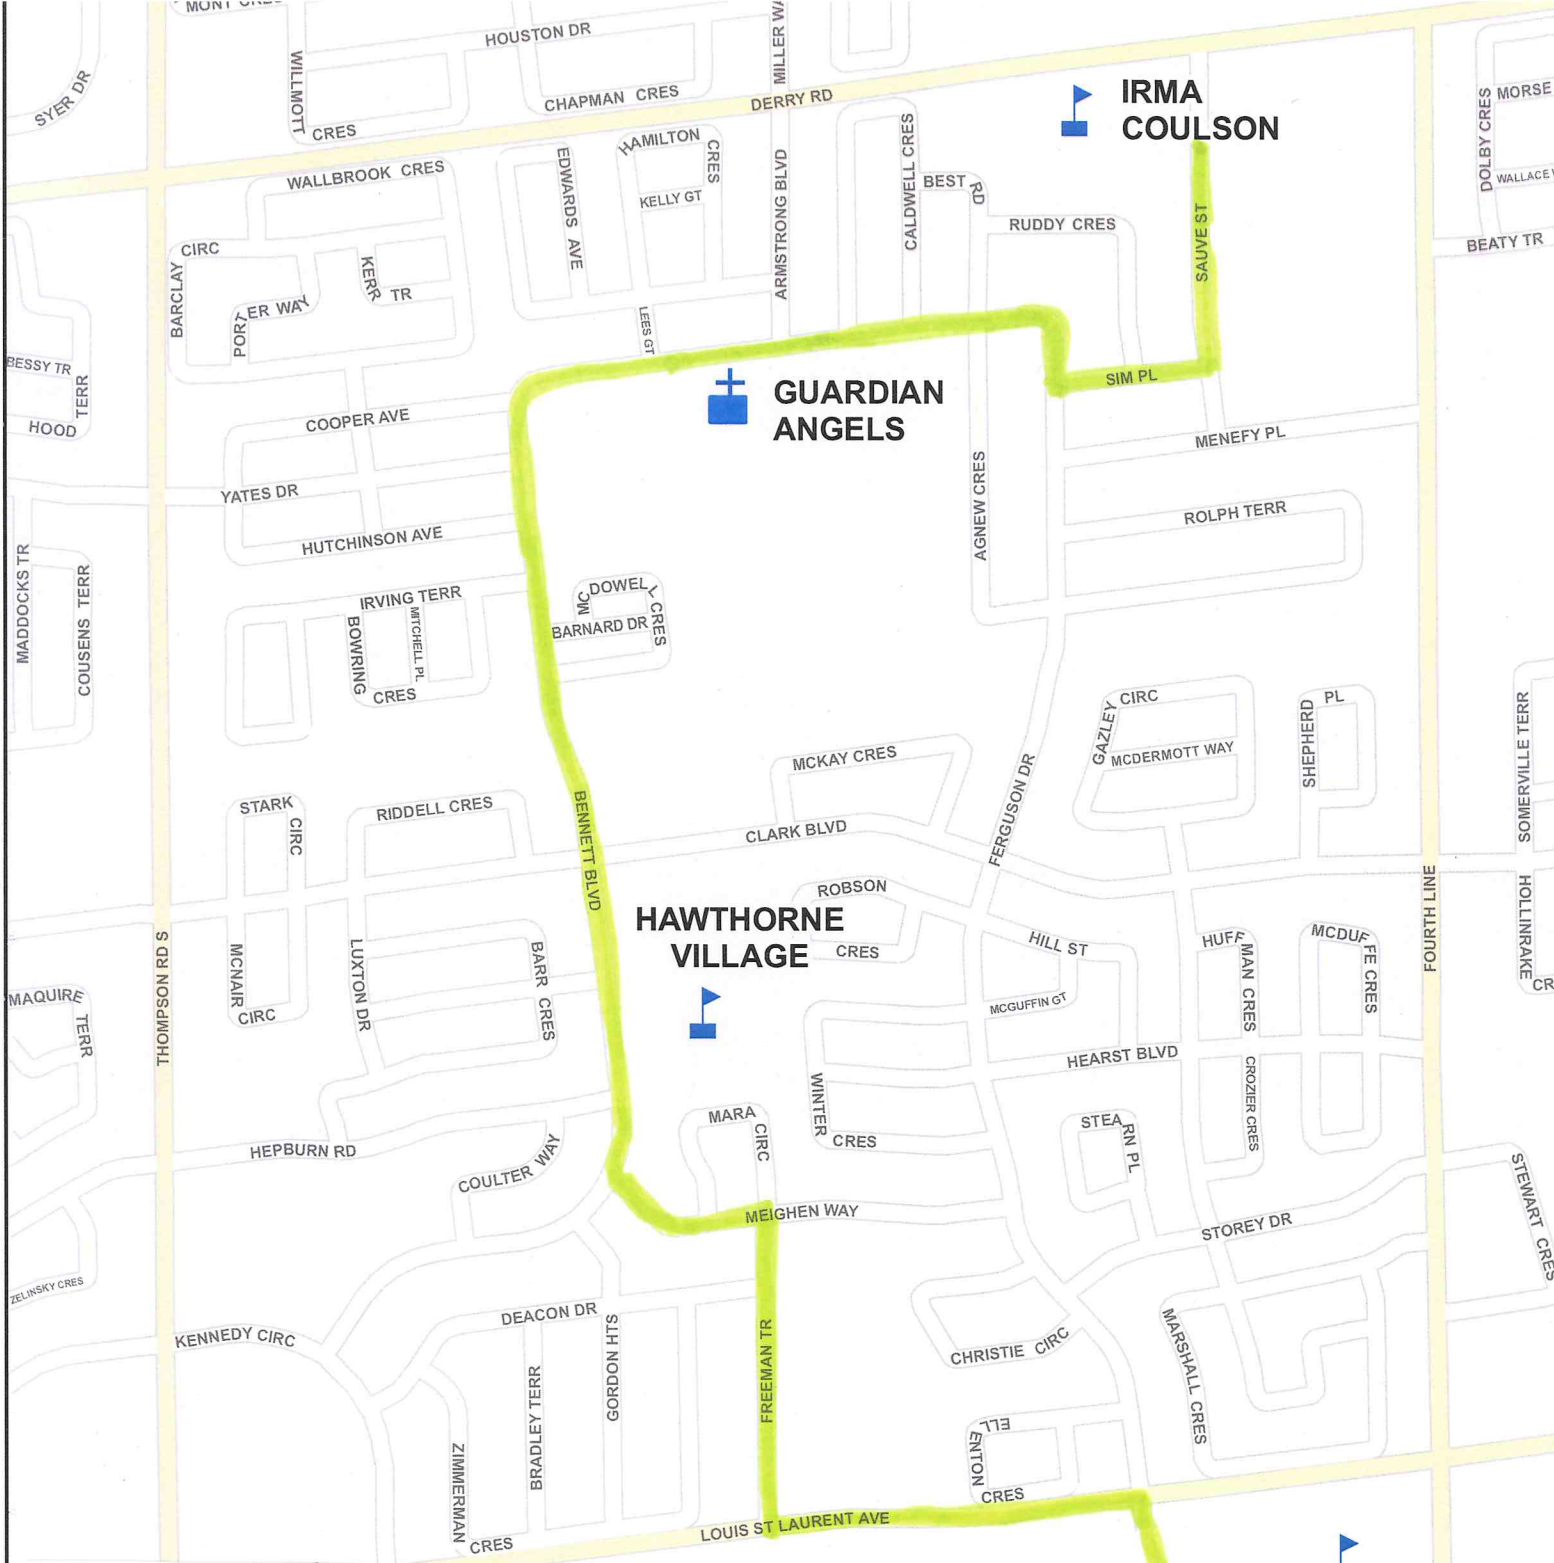 HOUSTON DR
MILLER WA
SYER DR
WILLMOTT
CRES
CHAPMAN CRES
DERRY RD
IRMA
COULSON
DOLBY CRES
MORSE
WALLACE
WALLBROOK CRES
EDWARDS AVE
HAMILTON
CRES
KELLY GT
ARMSTRONG BLVD
CALDWELL CRES
BEST RD
RUDDY CRES
SAUVE ST
BEATY TR
BARCLAY
CIRC
PORTER WAY
KERR TR
LEES GT
BESSY TR
TERR
HOOD
GUARDIAN
ANGELS
SIM PL
COOPER AVE
MENEFY PL
YATES DR
AGNEW CRES
ROLPH TERR
HUTCHINSON AVE
MADDOCKS TR
COUSENS TERR
IRVING TERR
BOWRING
MITCHELL PL
CRES
MC DOWELL CRES
BARNARD DR
GAZLEY
CIRC
MCDERMOTT WAY
SHEPHERD
PL
SOMERVILLE TERR
MCKAY CRES
FERGUSON DR
STARK
CIRC
RIDDELL CRES
BENNETT BLVD
CLARK BLVD
ROBSON
CRES
HAWTHORNE
VILLAGE
HILL ST
HUFFMAN CRES
MCDUFFE CRES
FOURTH LINE
HOLLINRAKE
CR
THOMPSON RD S
MCNAIR
CIRC
LUXTON DR
BARR CRES
MAQUIRE
TERR
MCGUFFIN GT
HEARST BLVD
CROZIER CRES
WINTER
CRES
MARA
CIRC
STEARN PL
HEPBURN RD
COULTER WAY
MEIGHEN WAY
STOREY DR
STEWART CRES
ZELINSKY CRES
KENNEDY CIRC
DEACON DR
GORDON HTS
FREEMAN TR
CHRISTIE CIRC
MARSHALL CRES
BRADLEY TERR
ZIMMERMAN
CRES
ELLENTON
CRES
LOUIS ST LAURENT AVE